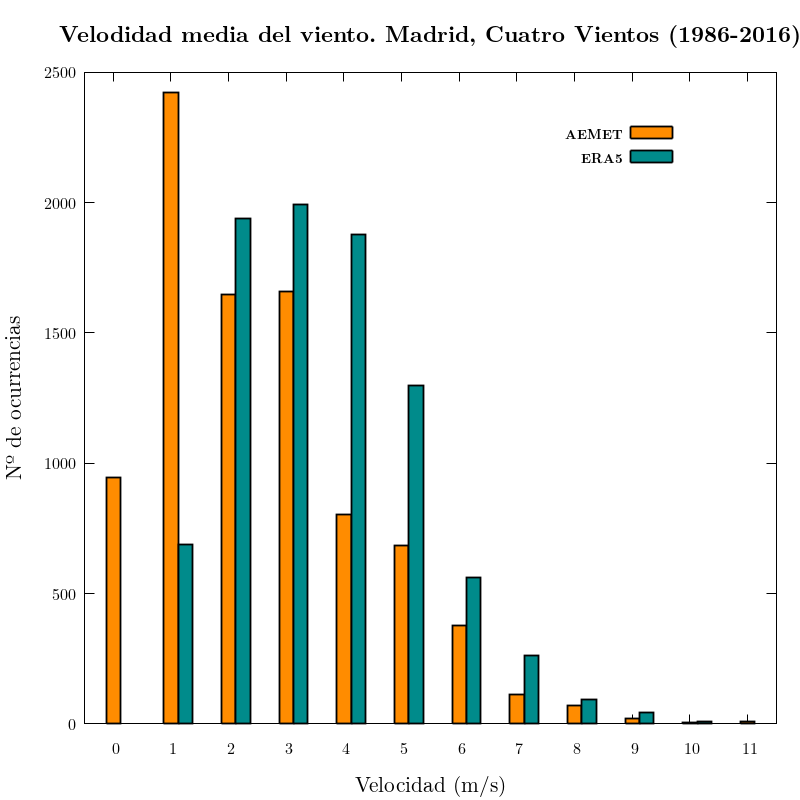 Velodidad media del viento. Madrid, Cuatro Vientos (1986-2016)
2500
2000
1500
1000
500
0
Nº de ocurrencias
AEMET
ERA5
0 1 2 3 4 5 6 7 8 9 10 11
Velocidad (m/s)